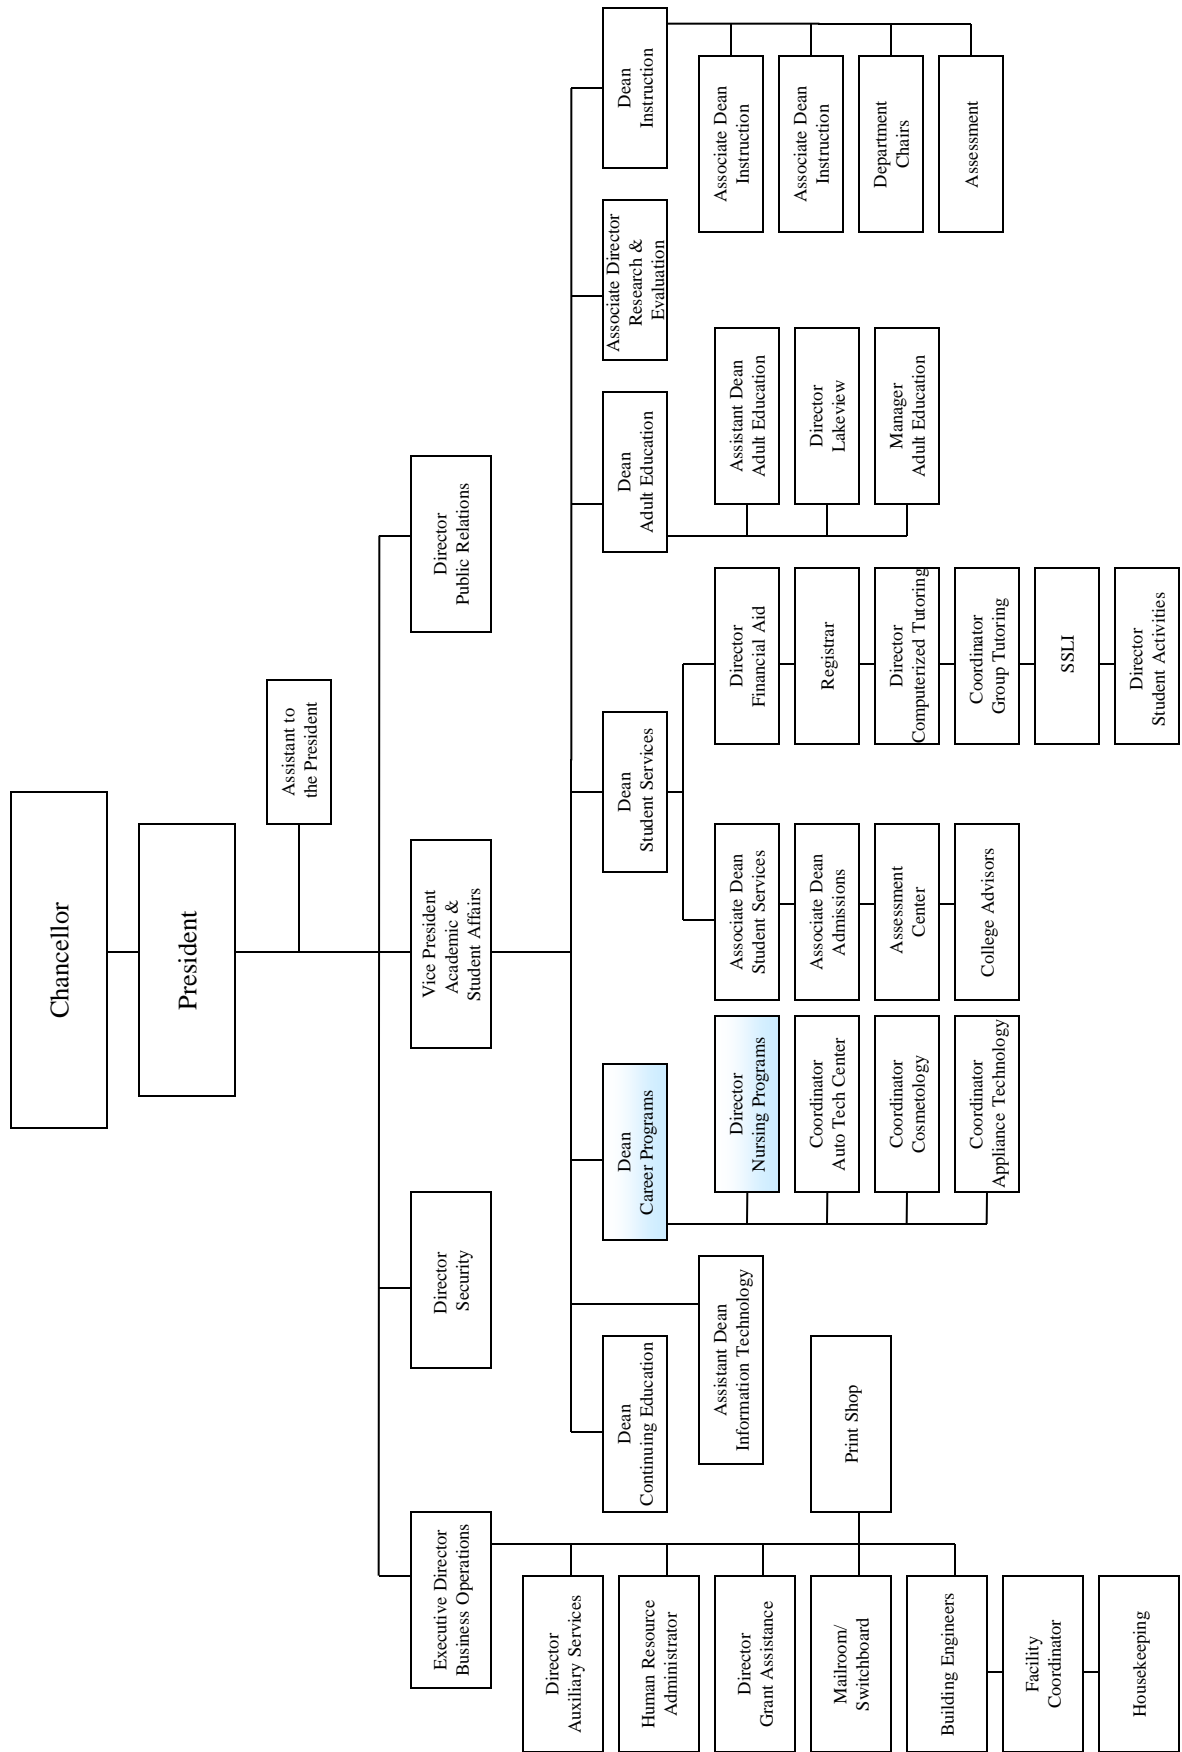 Chancellor
President
Assistant to
the President
Executive Director
Business Operations
Director
Security
Vice President
Academic &
Student Affairs
Director
Public Relations
Director
Auxiliary Services
Human Resource
Administrator
Director
Grant Assistance
Mailroom/
Switchboard
Print Shop
Building Engineers
Facility
Coordinator
Housekeeping
Dean
Continuing Education
Assistant Dean
Information Technology
Dean
Career Programs
Director
Nursing Programs
Coordinator
Auto Tech Center
Coordinator
Cosmetology
Coordinator
Appliance Technology
Dean
Student Services
Associate Dean
Student Services
Associate Dean
Admissions
Assessment
Center
College Advisors
Director
Financial Aid
Registrar
Director
Computerized Tutoring
Coordinator
Group Tutoring
SSLI
Director
Student Activities
Dean
Adult Education
Assistant Dean
Adult Education
Director
Lakeview
Manager
Adult Education
Associate Director
Research &
Evaluation
Dean
Instruction
Associate Dean
Instruction
Associate Dean
Instruction
Department
Chairs
Assessment